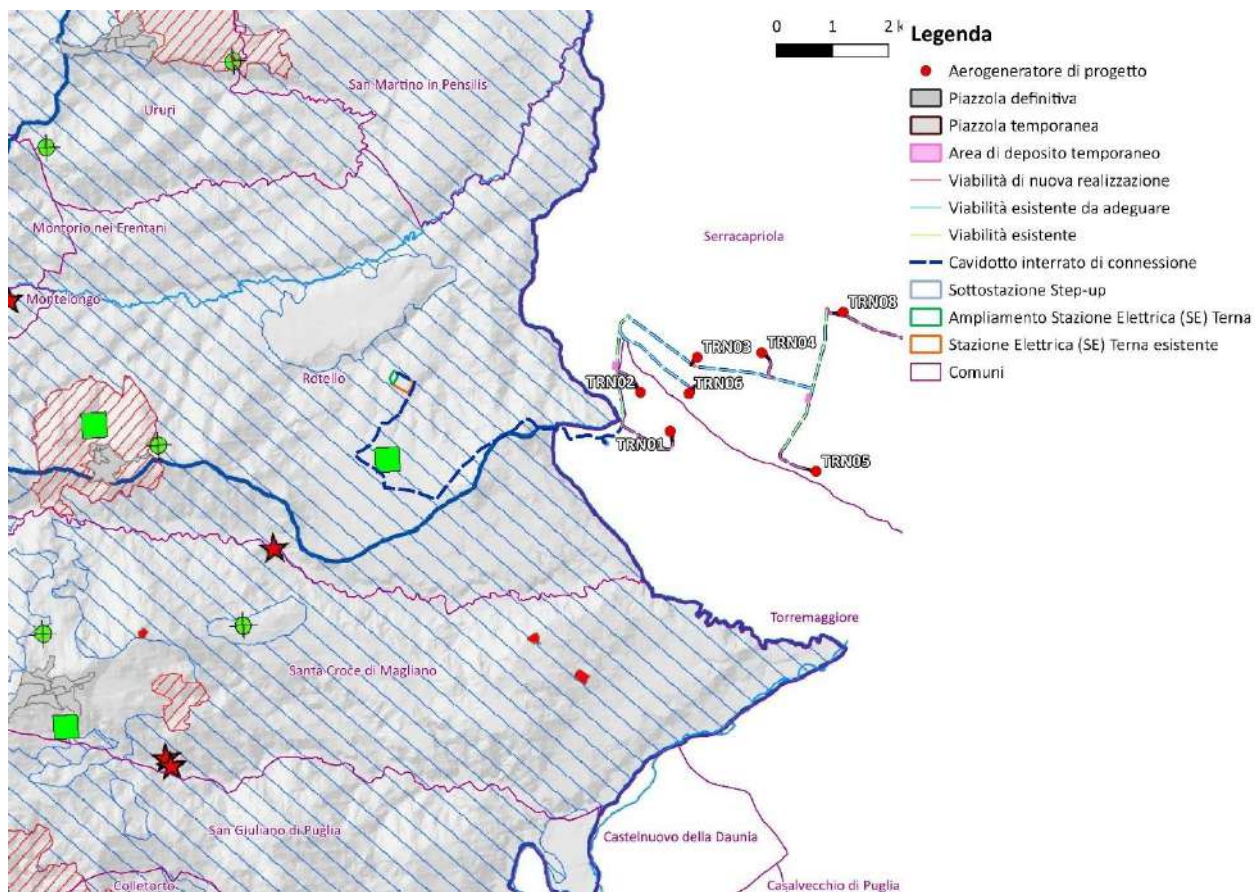 0 1 2 k
Legenda
Aerogeneratore di progetto
Piazzola definitiva
Piazzola temporanea
Area di deposito temporaneo
Viabilità di nuova realizzazione
Viabilità esistente da adeguare
Viabilità esistente
Cavidotto interrato di connessione
Sottostazione Step-up
Ampliamento Stazione Elettrica (SE) Terna
Stazione Elettrica (SE) Terna esistente
Comuni
San Martino in Pensilis
Ururi
Montorio nei Frentani
Serracapriola
Montelongo
TRN08
TRN03
TRN04
Rotello
TRN02
TRN06
TRN01
TRN05
Torremaggiore
Santa Croce di Magliano
San Giuliano di Puglia
Castelnuovo della Daunia
Colletorto
Casalvecchio di Puglia